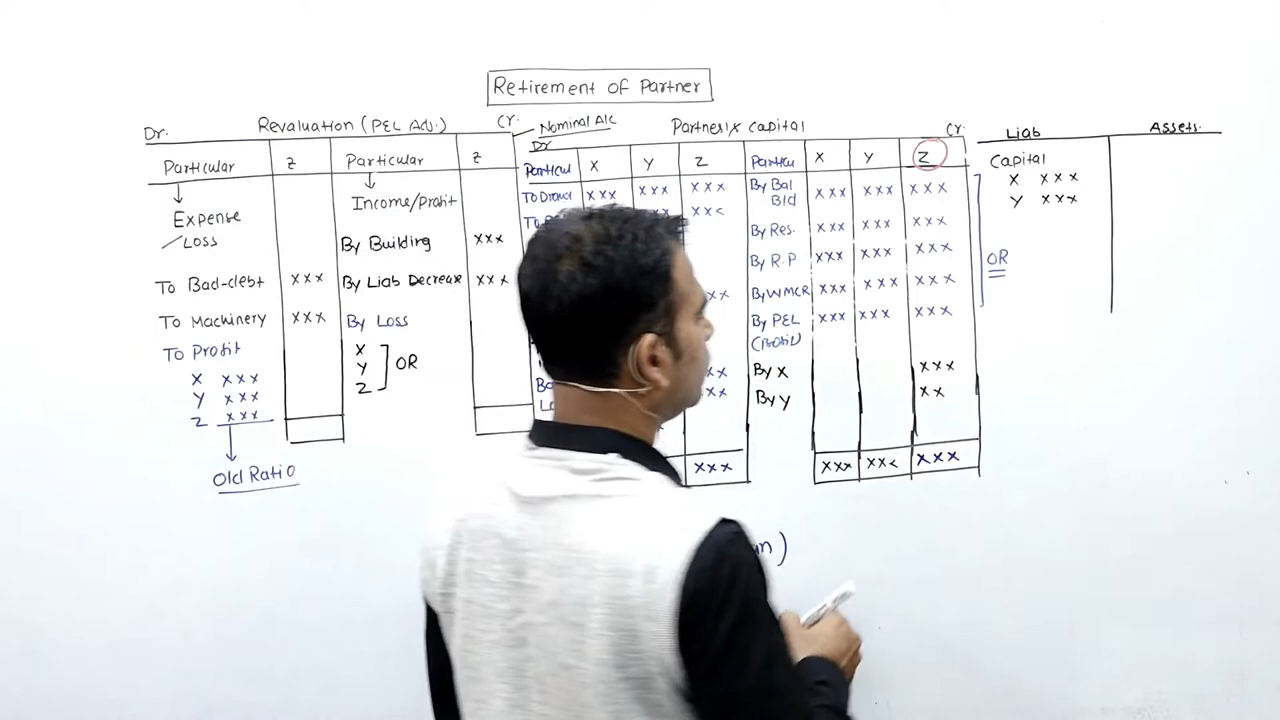 Retirement of Partner
Dr. Revaluation (P&L Adj.) Cr.
Particular ₹ Particular ₹
Expense
/Loss
To Bad-debt xxx
To Machinery xxx
To Profit
X xxx
Y xxx
Z xxx
Old Ratio
Income/Profit
By Building xxx
By Liab Decrease xxx
By Loss
X
Y
Z
OR
Nominal A/c
Dr Partner's Capital Cr.
Particul X Y Z Particu X Y Z
xxx xxx xxx By Bal B/d xxx xxx xxx
By Res. xxx xxx xxx
By R.P xxx xxx xxx
By WMCR xxx xxx xxx
By P&L (Profit) xxx xxx xxx
By X xxx
By Y xx
xxx xxx xxx xxx
OR
Liab Assets
Capital
X xxx
Y xxx